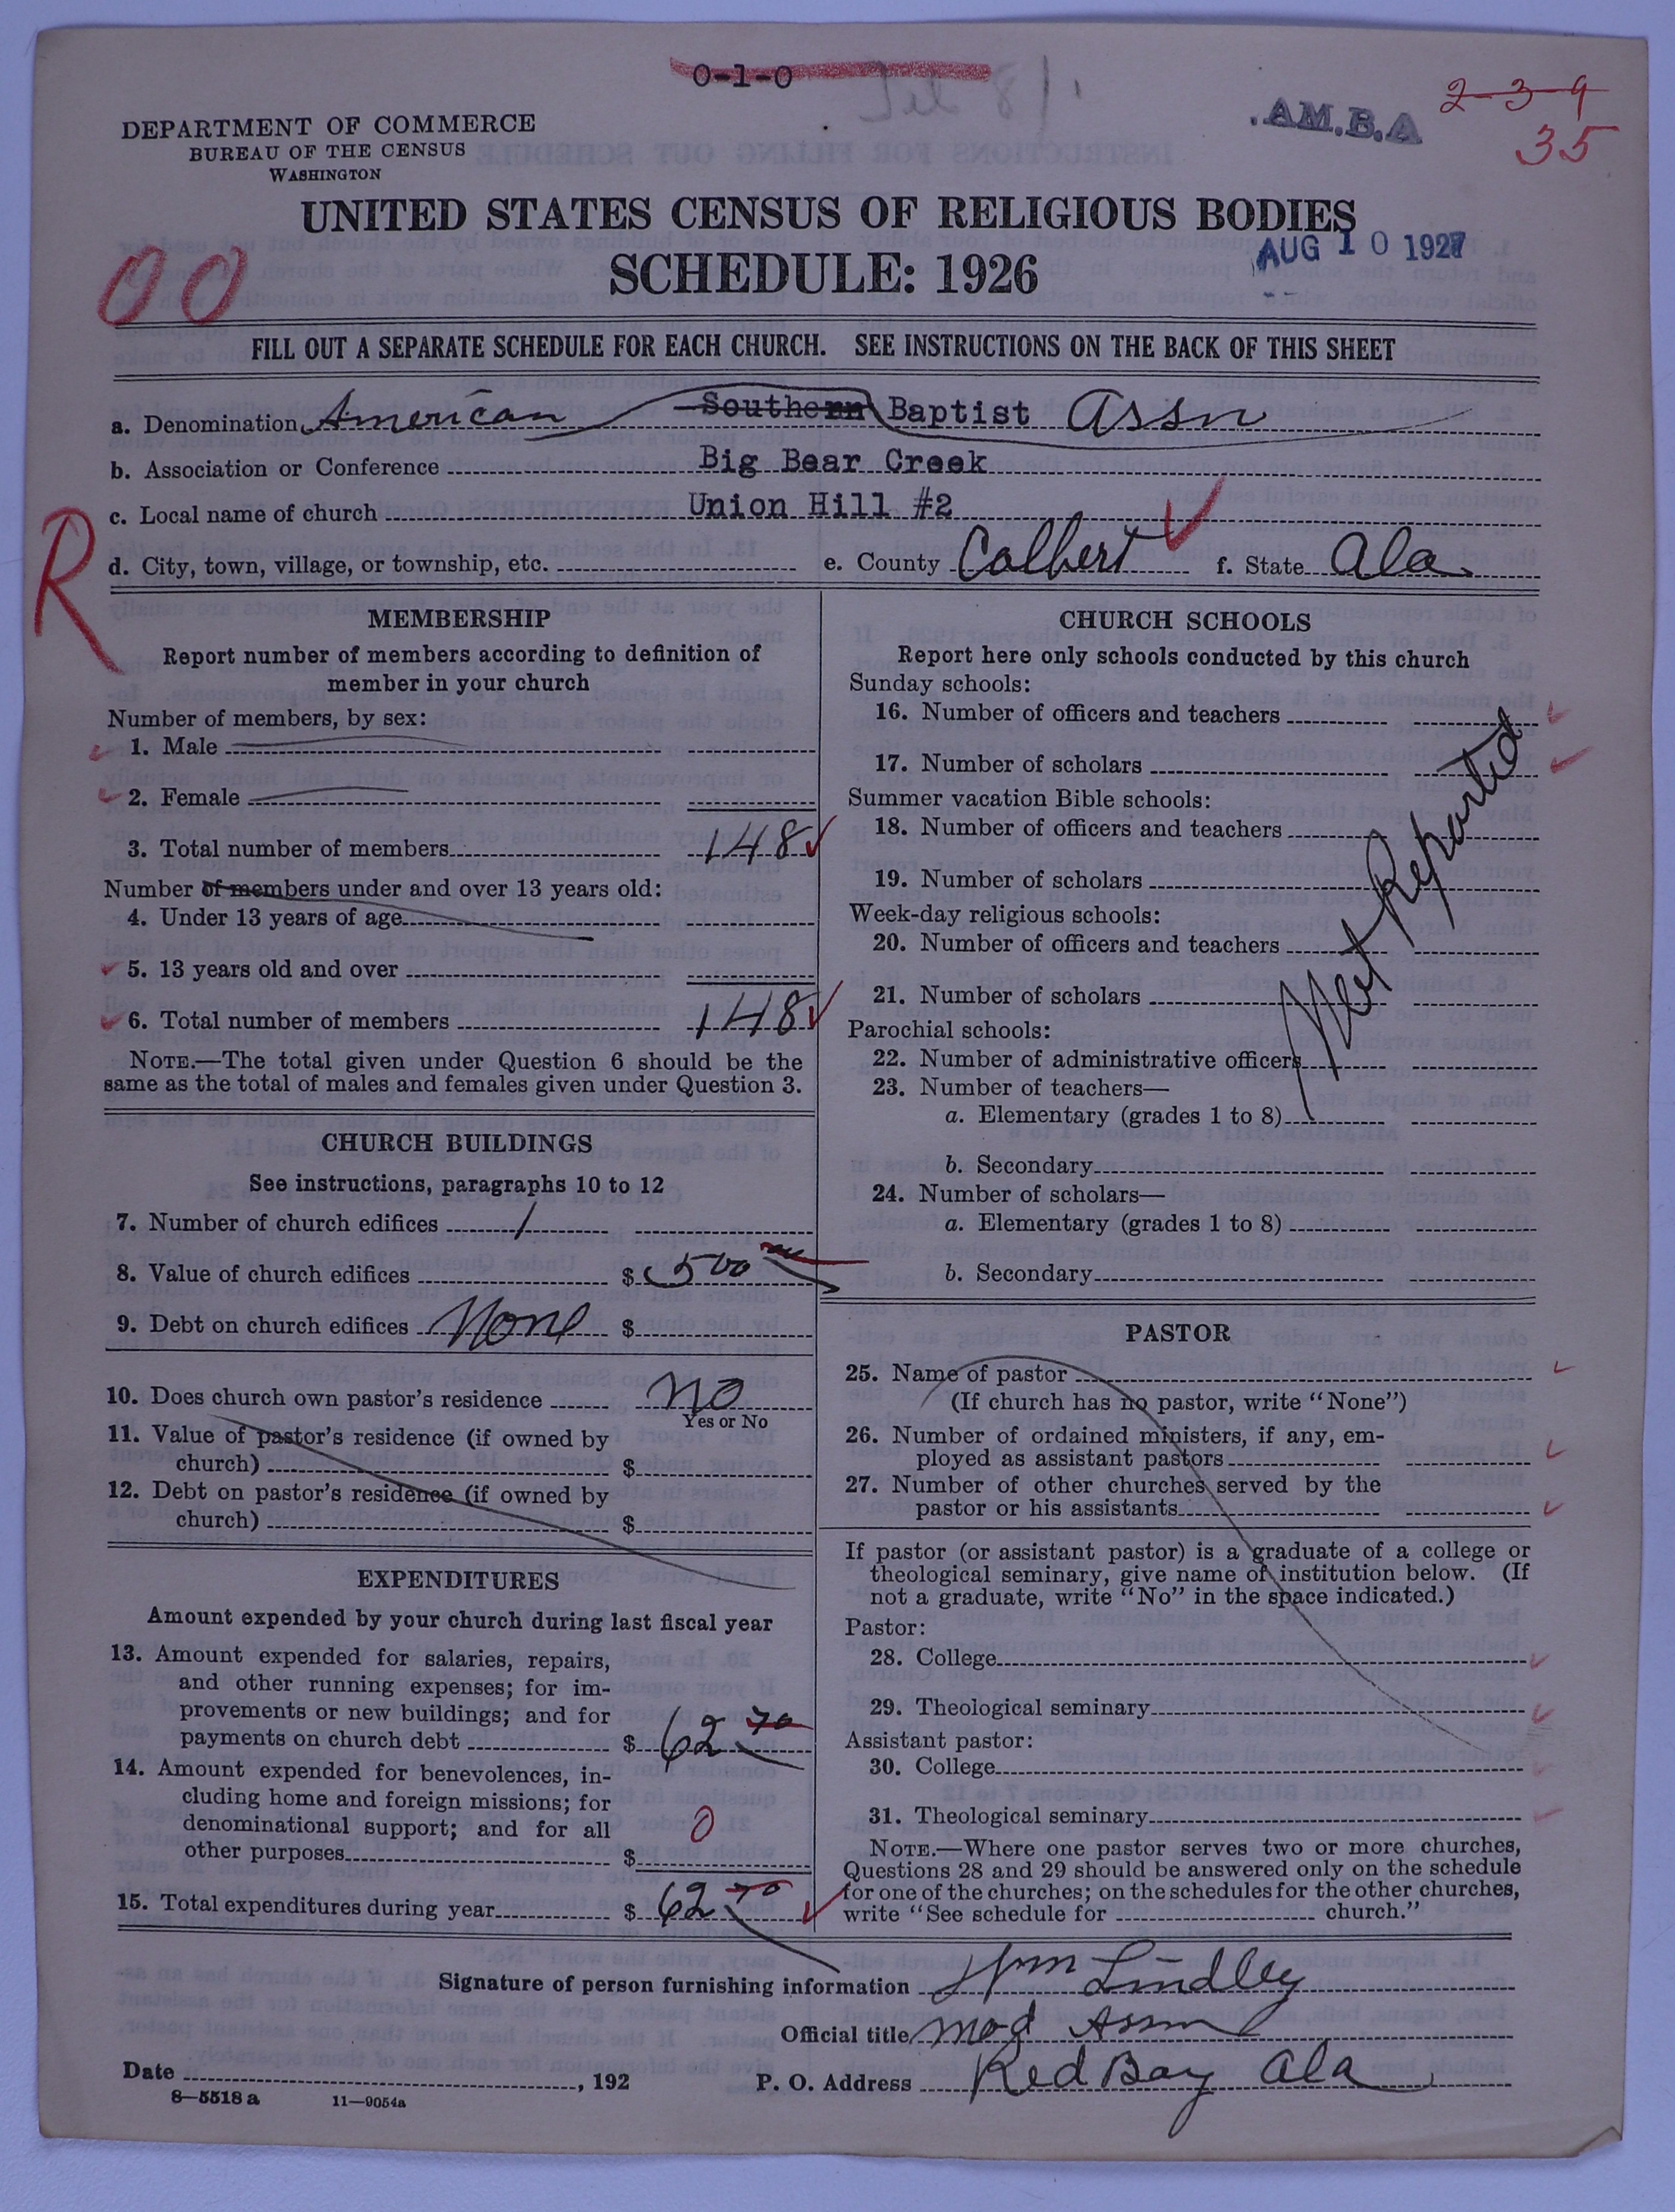 0-1-0
AM.B.A
2-3-9
35
DEPARTMENT OF COMMERCE
BUREAU OF THE CENSUS
WASHINGTON
UNITED STATES CENSUS OF RELIGIOUS BODIES
SCHEDULE: 1926
AUG 10 1927
00
FILL OUT A SEPARATE SCHEDULE FOR EACH CHURCH. SEE INSTRUCTIONS ON THE BACK OF THIS SHEET
a. Denomination American Southern Baptist Assn
b. Association or Conference Big Bear Creek
c. Local name of church Union Hill #2
R
d. City, town, village, or township, etc. e. County Colbert f. State Ala
MEMBERSHIP
Report number of members according to definition of
member in your church
Number of members, by sex:
1. Male
2. Female
3. Total number of members 148
Number of members under and over 13 years old:
4. Under 13 years of age
5. 13 years old and over
6. Total number of members 148
NOTE.—The total given under Question 6 should be the
same as the total of males and females given under Question 3.
CHURCH BUILDINGS
See instructions, paragraphs 10 to 12
7. Number of church edifices 1
8. Value of church edifices $ 500
9. Debt on church edifices None $
10. Does church own pastor's residence No
Yes or No
11. Value of pastor's residence (if owned by
church) $
12. Debt on pastor's residence (if owned by
church) $
EXPENDITURES
Amount expended by your church during last fiscal year
13. Amount expended for salaries, repairs,
and other running expenses; for im-
provements or new buildings; and for
payments on church debt $ 62 70
14. Amount expended for benevolences, in-
cluding home and foreign missions; for
denominational support; and for all
other purposes $ 0
15. Total expenditures during year $ 62 70
CHURCH SCHOOLS
Report here only schools conducted by this church
Sunday schools:
16. Number of officers and teachers
17. Number of scholars
Summer vacation Bible schools:
18. Number of officers and teachers
19. Number of scholars
Week-day religious schools:
20. Number of officers and teachers
21. Number of scholars
Parochial schools:
22. Number of administrative officers
23. Number of teachers—
a. Elementary (grades 1 to 8)
b. Secondary
24. Number of scholars—
a. Elementary (grades 1 to 8)
b. Secondary
Not Reported
PASTOR
25. Name of pastor
(If church has no pastor, write "None")
26. Number of ordained ministers, if any, em-
ployed as assistant pastors
27. Number of other churches served by the
pastor or his assistants
If pastor (or assistant pastor) is a graduate of a college or
theological seminary, give name of institution below. (If
not a graduate, write "No" in the space indicated.)
Pastor:
28. College
29. Theological seminary
Assistant pastor:
30. College
31. Theological seminary
NOTE.—Where one pastor serves two or more churches,
Questions 28 and 29 should be answered only on the schedule
for one of the churches; on the schedules for the other churches,
write "See schedule for church."
Signature of person furnishing information Wm Lindley
Official title Mod Assn
Date , 192 P. O. Address Red Bay Ala
8—5518 a 11—9054a